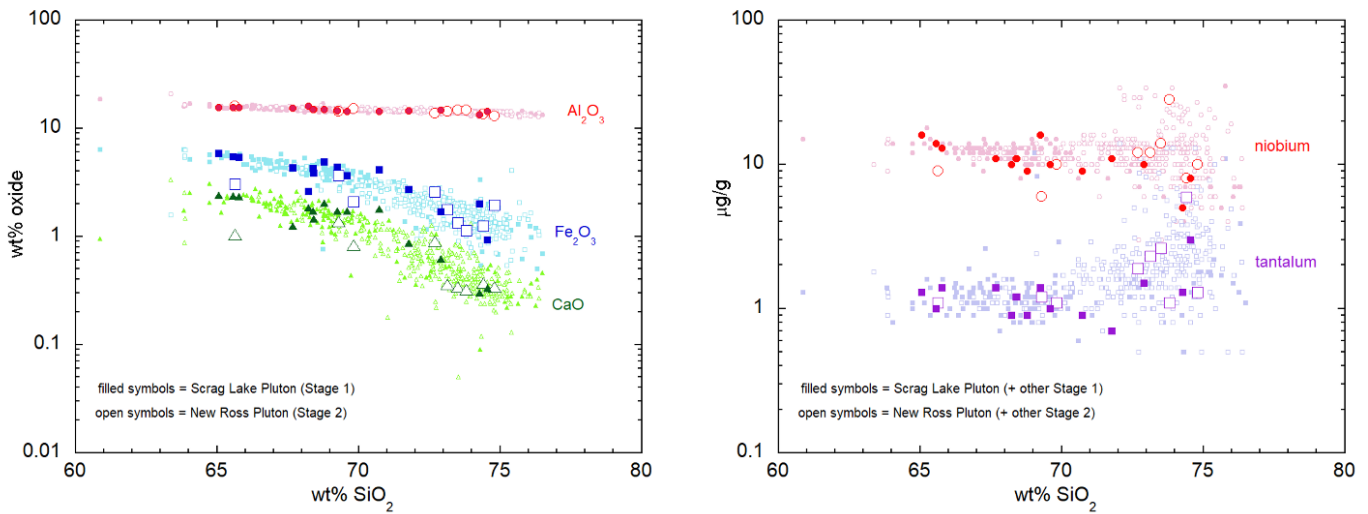 100
10
1
0.1
0.01
wt% oxide
Al₂O₃
Fe₂O₃
CaO
filled symbols = Scrag Lake Pluton (Stage 1)
open symbols = New Ross Pluton (Stage 2)
60 65 70 75 80
wt% SiO₂
100
10
1
0.1
µg/g
niobium
tantalum
filled symbols = Scrag Lake Pluton (+ other Stage 1)
open symbols = New Ross Pluton (+ other Stage 2)
60 65 70 75 80
wt% SiO₂